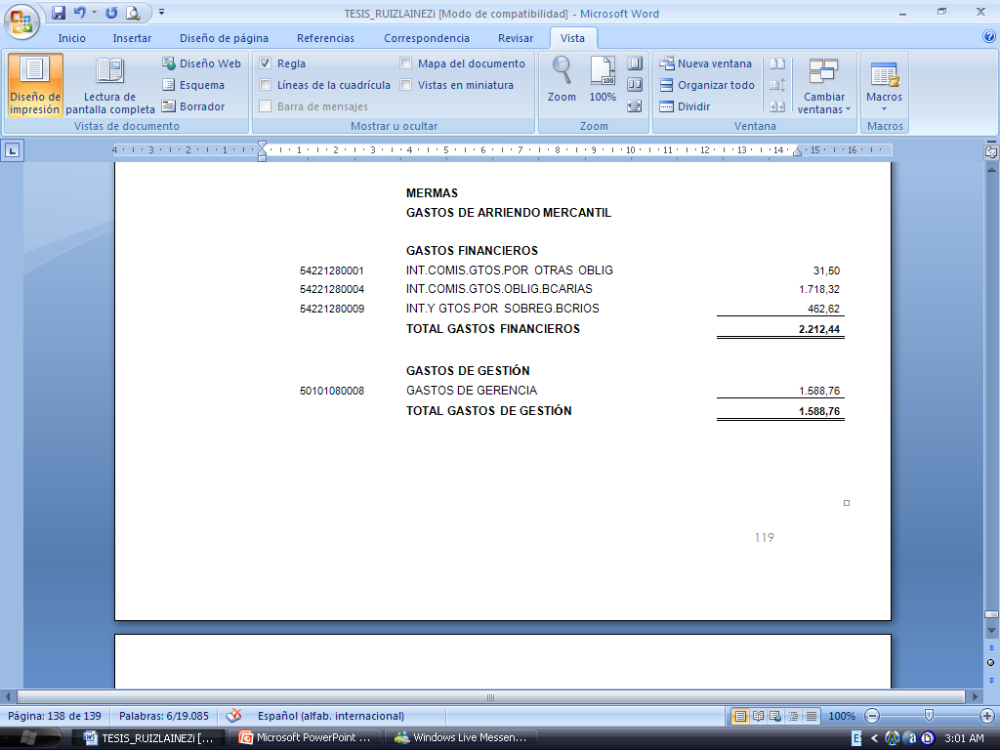 TESIS_RUIZLAINEZi [Modo de compatibilidad] - Microsoft Word
Inicio Insertar Diseño de página Referencias Correspondencia Revisar Vista
Diseño de impresión
Lectura de pantalla completa
Diseño Web
Esquema
Borrador
Vistas de documento
Regla
Líneas de la cuadrícula
Barra de mensajes
Mapa del documento
Vistas en miniatura
Mostrar u ocultar
Zoom
100%
Zoom
Nueva ventana
Organizar todo
Dividir
Cambiar ventanas
Ventana
Macros
Macros
4 3 2 1 1 2 3 4 5 6 7 8 9 10 11 12 13 14 15 16
MERMAS
GASTOS DE ARRIENDO MERCANTIL
GASTOS FINANCIEROS
54221280001 INT.COMIS.GTOS.POR OTRAS OBLIG 31,50
54221280004 INT.COMIS.GTOS.OBLIG.BCARIAS 1.718,32
54221280009 INT.Y GTOS.POR SOBREG.BCRIOS 462,62
TOTAL GASTOS FINANCIEROS 2.212,44
GASTOS DE GESTIÓN
50101080008 GASTOS DE GERENCIA 1.588,76
TOTAL GASTOS DE GESTIÓN 1.588,76
119
Página: 138 de 139 Palabras: 6/19.085 Español (alfab. internacional) 100%
TESIS_RUIZLAINEZi [... Microsoft PowerPoint ... Windows Live Messen... 3:01 AM